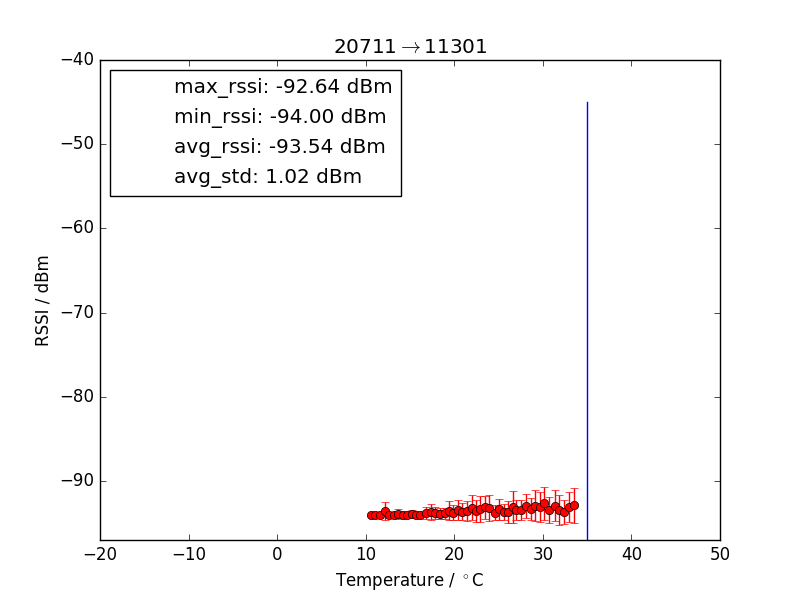 20711→11301
max_rssi: -92.64 dBm
min_rssi: -94.00 dBm
avg_rssi: -93.54 dBm
avg_std: 1.02 dBm
−40
−50
−60
−70
−80
−90
RSSI / dBm
−20 −10 0 10 20 30 40 50
Temperature / °C